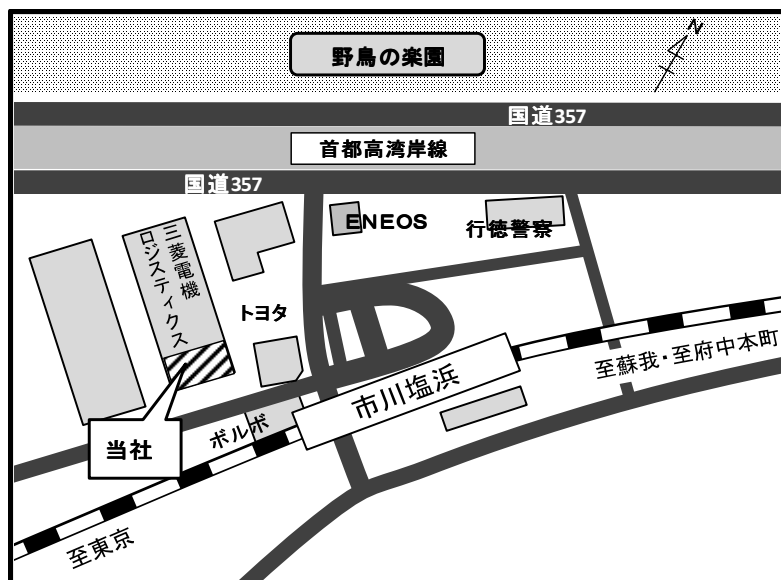 N
野鳥の楽園
国道357
首都高湾岸線
国道357
ENEOS
行徳警察
三菱電機
ロジスティクス
トヨタ
至蘇我・至府中本町
市川塩浜
ボルボ
当社
至東京